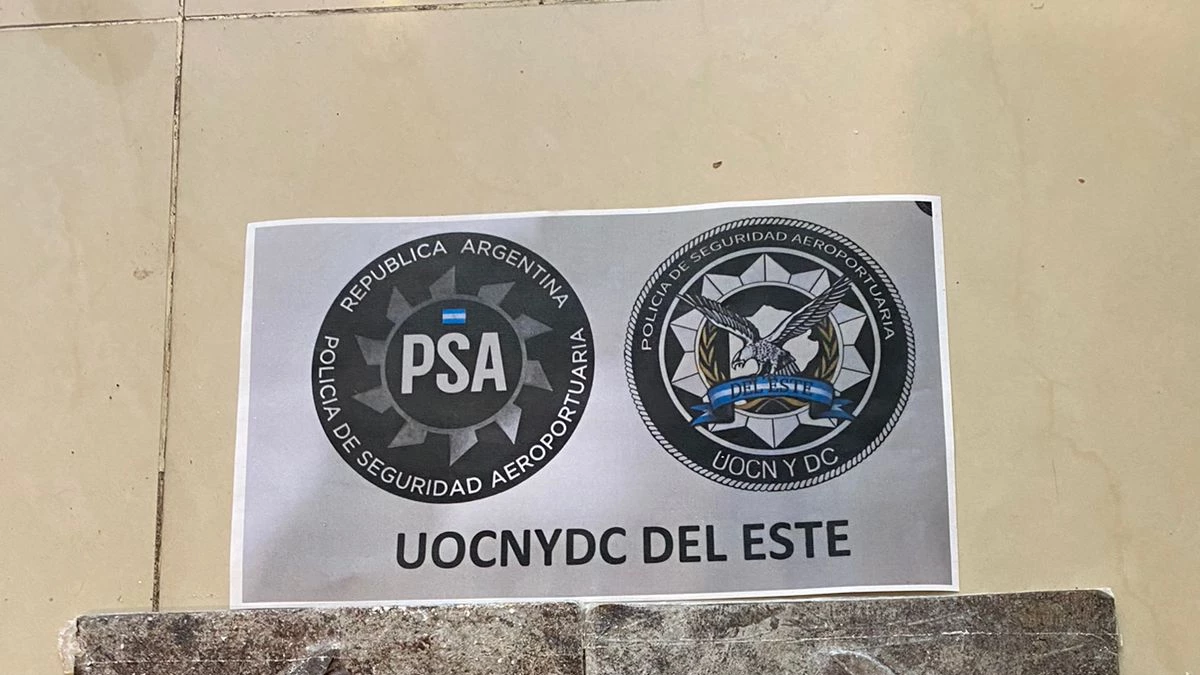 REPUBLICA ARGENTINA
PSA
POLICIA DE SEGURIDAD AEROPORTUARIA
POLICIA DE SEGURIDAD AEROPORTUARIA
DEL ESTE
UOCN Y DC
UOCNYDC DEL ESTE